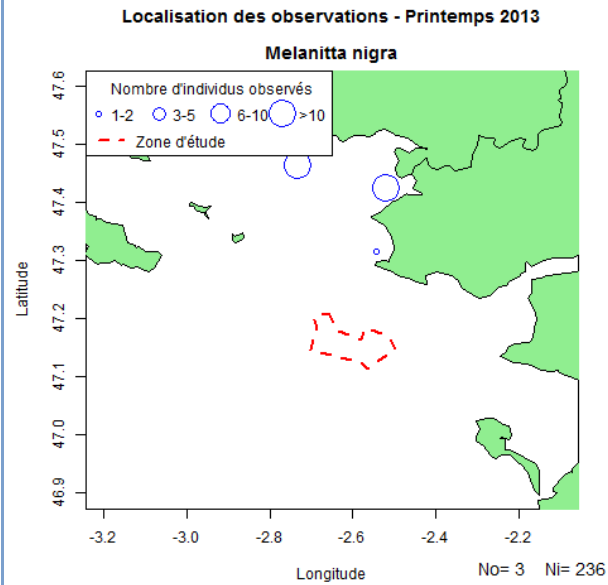 Localisation des observations - Printemps 2013
Melanitta nigra
Nombre d'individus observés
1-2 3-5 6-10 >10
Zone d'étude
47.6
47.5
47.4
47.3
47.2
47.1
47.0
46.9
Latitude
-3.2 -3.0 -2.8 -2.6 -2.4 -2.2
Longitude
No= 3 Ni= 236